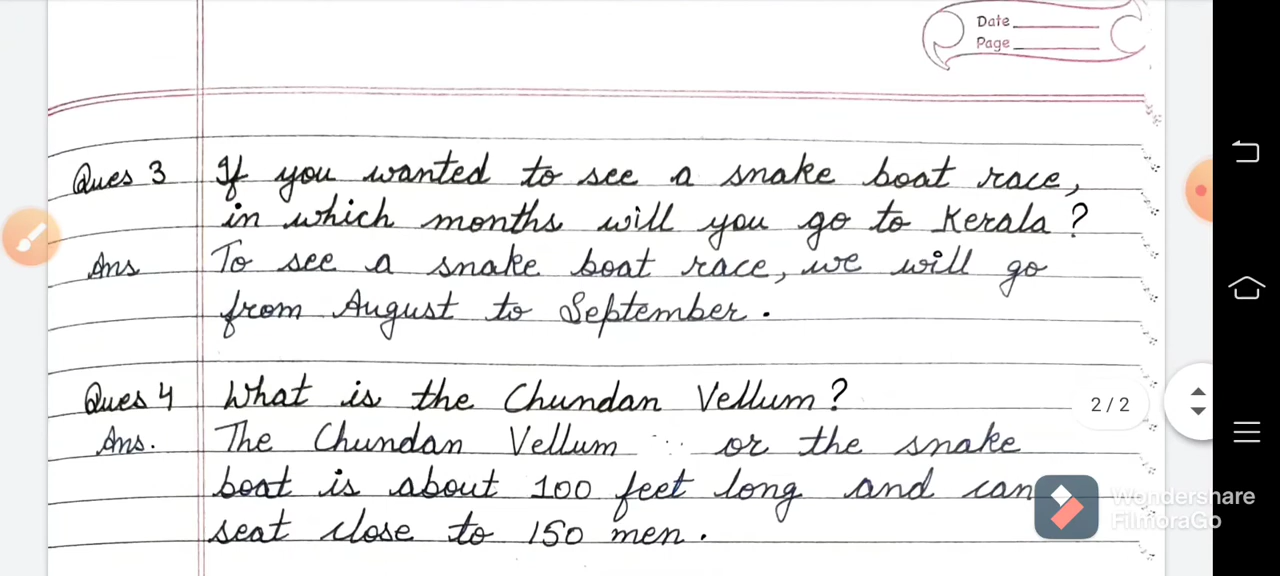 Date
Page
Ques 3 If you wanted to see a snake boat race,
in which months will you go to Kerala?
Ans To see a snake boat race, we will go
from August to September.
Ques 4 What is the Chundan Vellum?
2/2
Ans. The Chundan Vellum or the snake
boat is about 100 feet long and can
seat close to 150 men.
Wondershare
FilmoraGo